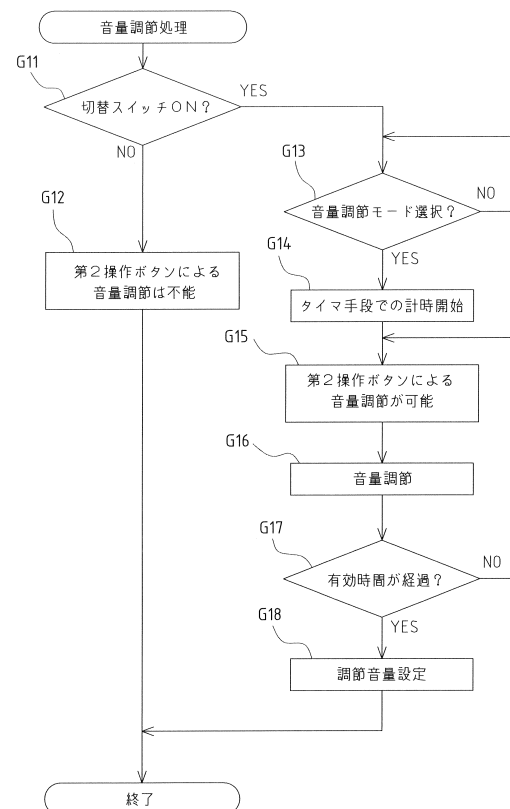 音量調節処理
G11
切替スイッチON?
YES
NO
G13
音量調節モード選択?
NO
YES
G12
第2操作ボタンによる
音量調節は不能
G14
タイマ手段での計時開始
G15
第2操作ボタンによる
音量調節が可能
G16
音量調節
G17
有効時間が経過?
NO
YES
G18
調節音量設定
終了